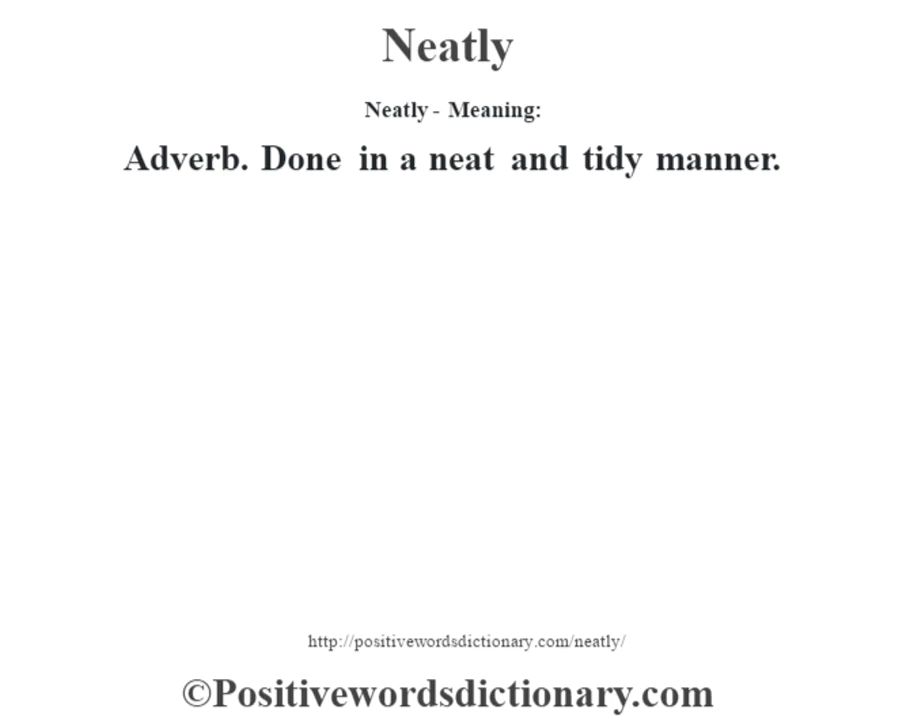 Neatly
Neatly - Meaning:
Adverb. Done in a neat and tidy manner.
http://positivewordsdictionary.com/neatly/
©Positivewordsdictionary.com